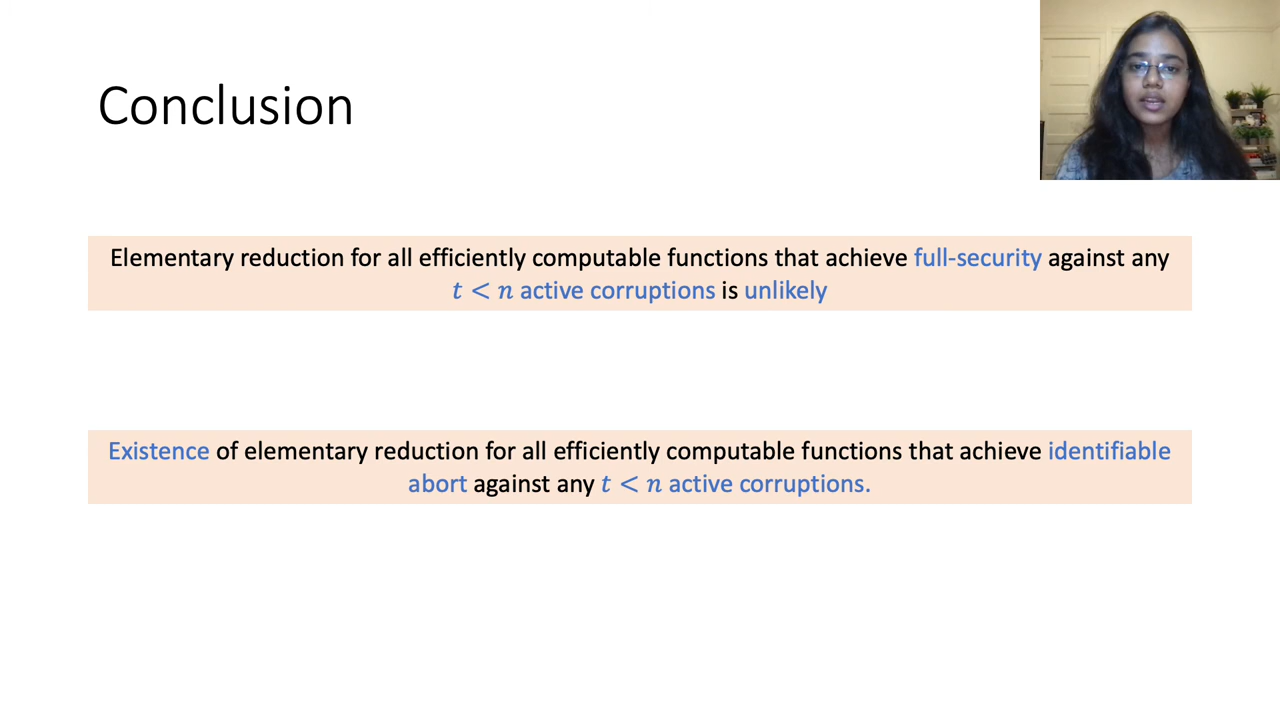 Conclusion
Elementary reduction for all efficiently computable functions that achieve full-security against any
t < n active corruptions is unlikely
Existence of elementary reduction for all efficiently computable functions that achieve identifiable
abort against any t < n active corruptions.